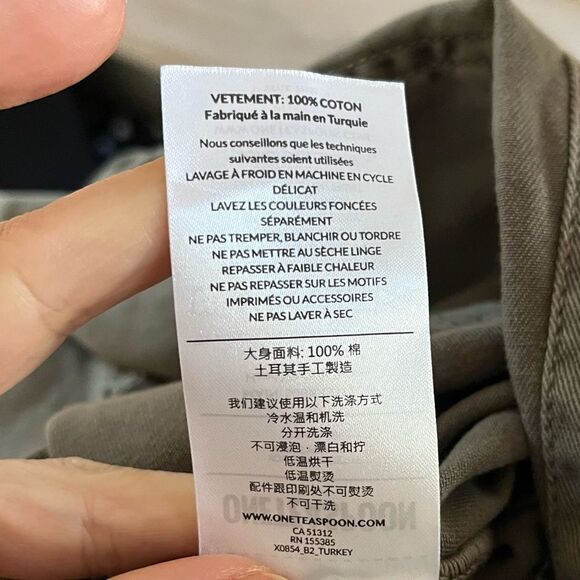 VETEMENT: 100% COTON
Fabriqué à la main en Turquie
Nous conseillons que les techniques
suivantes soient utilisées
LAVAGE À FROID EN MACHINE EN CYCLE
DÉLICAT
LAVEZ LES COULEURS FONCÉES
SÉPARÉMENT
NE PAS TREMPER, BLANCHIR OU TORDRE
NE PAS METTRE AU SÈCHE LINGE
REPASSER À FAIBLE CHALEUR
NE PAS REPASSER SUR LES MOTIFS
IMPRIMÉS OU ACCESSOIRES
NE PAS LAVER À SEC
大身面料: 100% 棉
土耳其手工製造
我们建议使用以下洗涤方式
冷水温和机洗
分开洗涤
不可浸泡﹑漂白和拧
低温烘干
低温熨烫
配件跟印刷处不可熨烫
不可干洗
WWW.ONETEASPOON.COM
CA 51312
RN 155385
X0854_B2_TURKEY